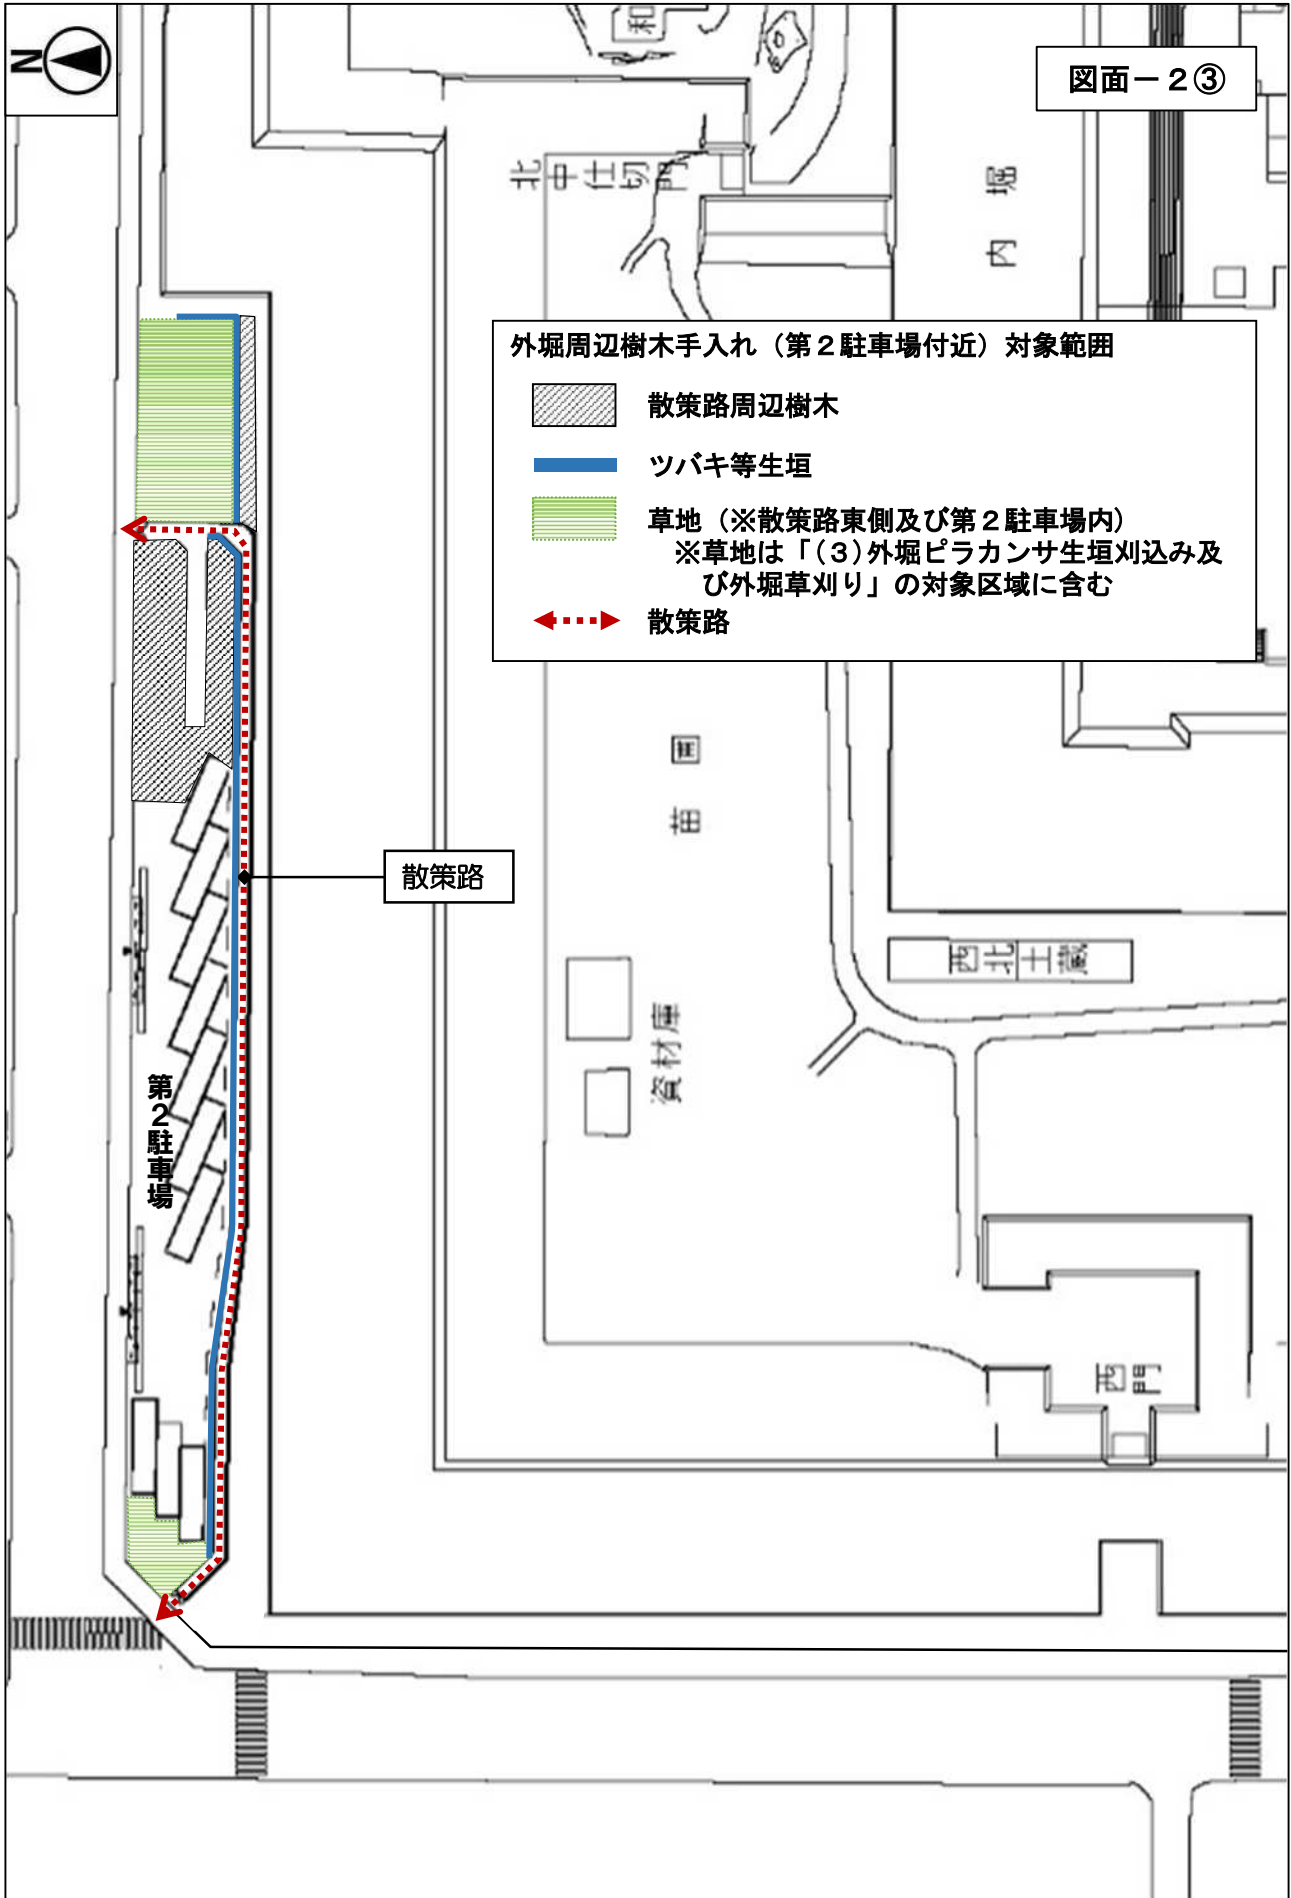 N
図面－２③
和
北中仕切門
内堀
外堀周辺樹木手入れ（第２駐車場付近）対象範囲
散策路周辺樹木
ツバキ等生垣
草地（※散策路東側及び第２駐車場内）
※草地は「(３)外堀ピラカンサ生垣刈込み及
び外堀草刈り」の対象区域に含む
散策路
苗圃
散策路
西北土蔵
資材庫
第２駐車場
西門